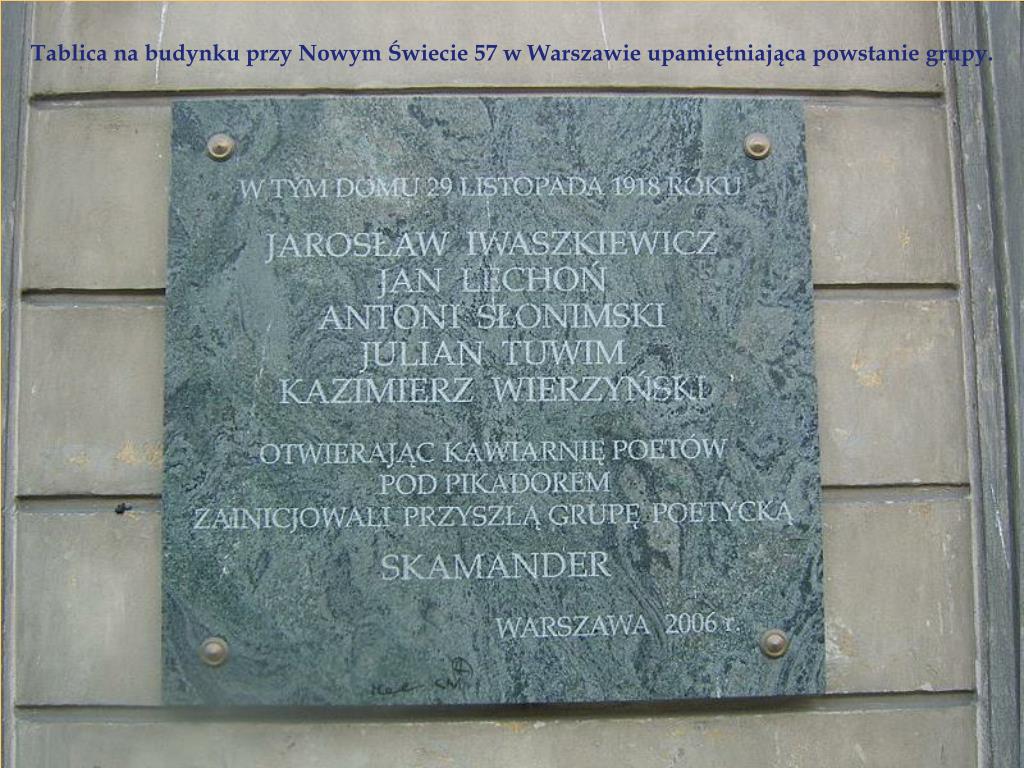 Tablica na budynku przy Nowym Świecie 57 w Warszawie upamiętniająca powstanie grupy.
W TYM DOMU 29 LISTOPADA 1918 ROKU
JAROSŁAW IWASZKIEWICZ
JAN LECHOŃ
ANTONI SŁONIMSKI
JULIAN TUWIM
KAZIMIERZ WIERZYŃSKI
OTWIERAJĄC KAWIARNIĘ POETÓW
POD PIKADOREM
ZAINICJOWALI PRZYSZŁĄ GRUPĘ POETYCKĄ
SKAMANDER
WARSZAWA 2006 r.